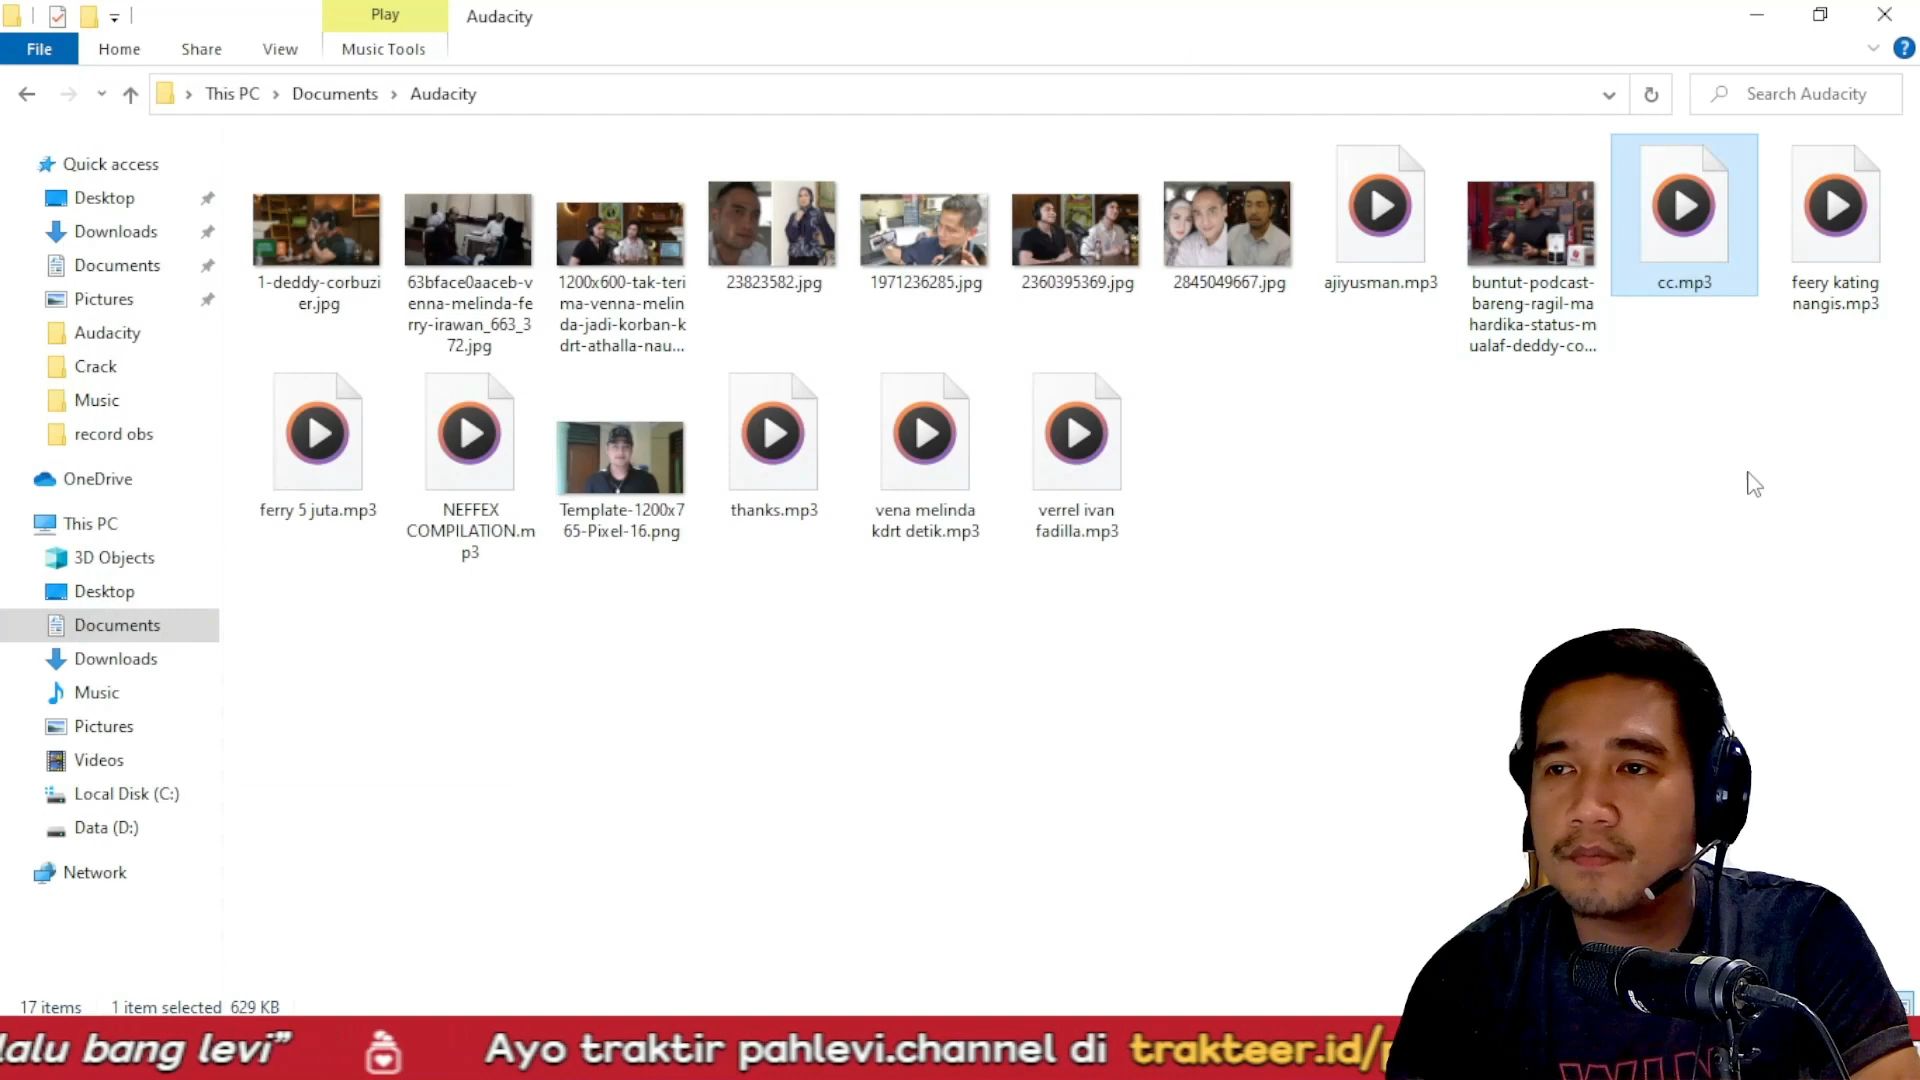 Play
Audacity
File
Home
Share
View
Music Tools
This PC
Documents
Audacity
Search Audacity
Quick access
Desktop
Downloads
Documents
Pictures
Audacity
Crack
Music
record obs
OneDrive
This PC
3D Objects
Desktop
Documents
Downloads
Music
Pictures
Videos
Local Disk (C:)
Data (D:)
Network
1-deddy-corbuzi
er.jpg
63bface0aaceb-v
enna-melinda-fe
rry-irawan_663_3
72.jpg
1200x600-tak-teri
ma-venna-melin
da-jadi-korban-k
drt-athalla-nau...
23823582.jpg
1971236285.jpg
2360395369.jpg
2845049667.jpg
ajiyusman.mp3
buntut-podcast-
bareng-ragil-ma
hardika-status-m
ualaf-deddy-co...
cc.mp3
feery kating
nangis.mp3
ferry 5 juta.mp3
NEFFEX
COMPILATION.m
p3
Template-1200x7
65-Pixel-16.png
thanks.mp3
vena melinda
kdrt detik.mp3
verrel ivan
fadilla.mp3
17 items
1 item selected 629 KB
lalu bang levi”
Ayo traktir pahlevi.channel di trakteer.id/p